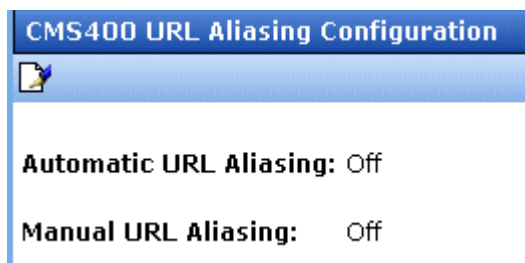 CMS400 URL Aliasing Configuration
Automatic URL Aliasing: Off
Manual URL Aliasing: Off